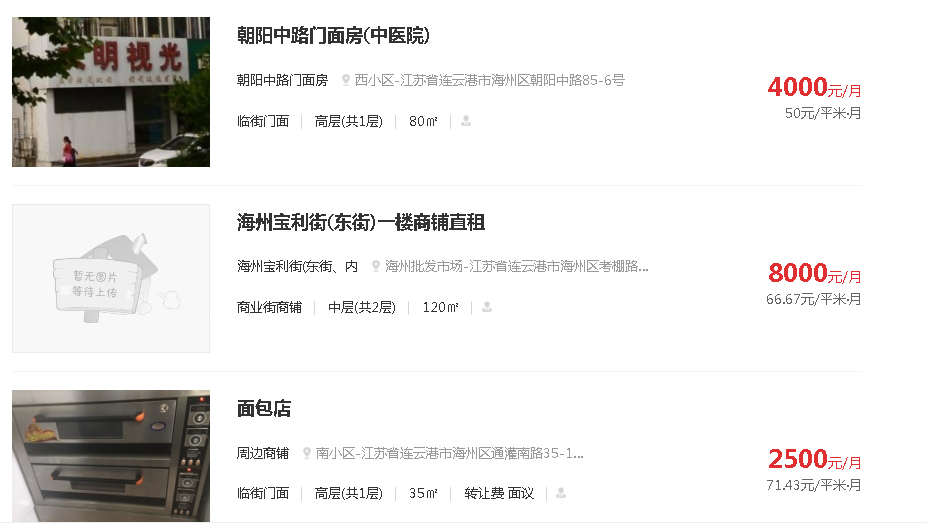 明视光
朝阳中路门面房(中医院)
朝阳中路门面房 西小区-江苏省连云港市海州区朝阳中路85-6号
临街门面 高层(共1层) 80㎡
4000元/月
50元/平米·月
暂无图片
等待上传
海州宝利街(东街)一楼商铺直租
海州宝利街(东街、内 海州批发市场-江苏省连云港市海州区考棚路...
商业街商铺 中层(共2层) 120㎡
8000元/月
66.67元/平米·月
面包店
周边商铺 南小区-江苏省连云港市海州区通灌南路35-1...
临街门面 高层(共1层) 35㎡ 转让费 面议
2500元/月
71.43元/平米·月